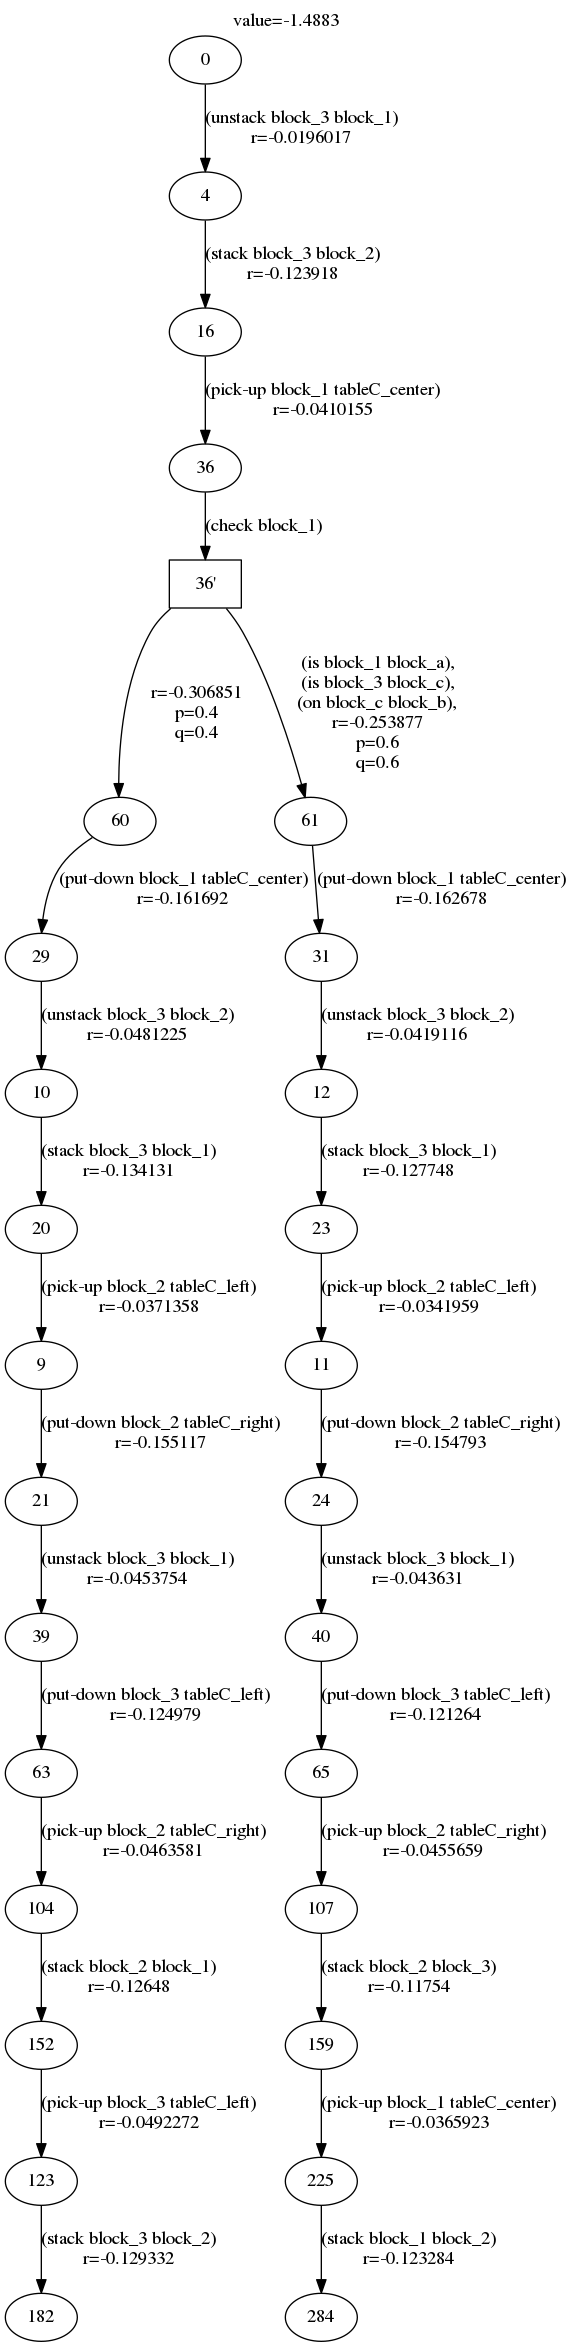 value=-1.4883
0
(unstack block_3 block_1)
r=-0.0196017
4
(stack block_3 block_2)
r=-0.123918
16
(pick-up block_1 tableC_center)
r=-0.0410155
36
(check block_1)
36'
r=-0.306851
p=0.4
q=0.4
(is block_1 block_a),
(is block_3 block_c),
(on block_c block_b),
r=-0.253877
p=0.6
q=0.6
60
61
(put-down block_1 tableC_center)
r=-0.161692
(put-down block_1 tableC_center)
r=-0.162678
29
31
(unstack block_3 block_2)
r=-0.0481225
(unstack block_3 block_2)
r=-0.0419116
10
12
(stack block_3 block_1)
r=-0.134131
(stack block_3 block_1)
r=-0.127748
20
23
(pick-up block_2 tableC_left)
r=-0.0371358
(pick-up block_2 tableC_left)
r=-0.0341959
9
11
(put-down block_2 tableC_right)
r=-0.155117
(put-down block_2 tableC_right)
r=-0.154793
21
24
(unstack block_3 block_1)
r=-0.0453754
(unstack block_3 block_1)
r=-0.043631
39
40
(put-down block_3 tableC_left)
r=-0.124979
(put-down block_3 tableC_left)
r=-0.121264
63
65
(pick-up block_2 tableC_right)
r=-0.0463581
(pick-up block_2 tableC_right)
r=-0.0455659
104
107
(stack block_2 block_1)
r=-0.12648
(stack block_2 block_3)
r=-0.11754
152
159
(pick-up block_3 tableC_left)
r=-0.0492272
(pick-up block_1 tableC_center)
r=-0.0365923
123
225
(stack block_3 block_2)
r=-0.129332
(stack block_1 block_2)
r=-0.123284
182
284